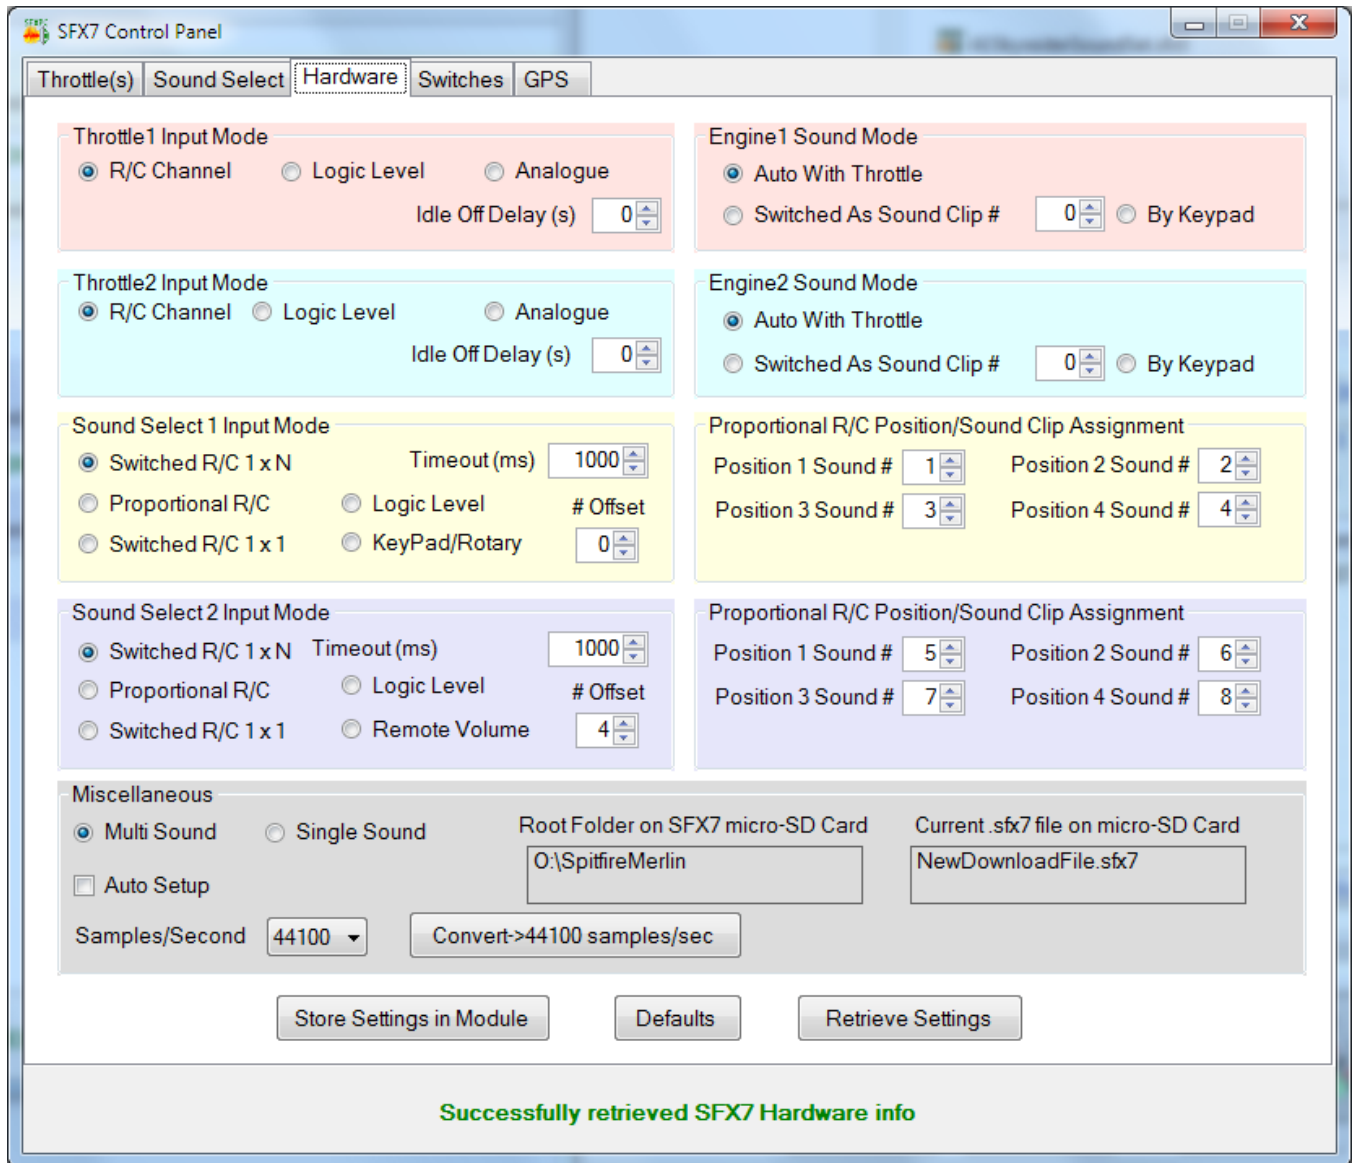 SFX7 Control Panel
Throttle(s) Sound Select Hardware Switches GPS
Throttle1 Input Mode
R/C Channel Logic Level Analogue
Idle Off Delay (s) 0
Engine1 Sound Mode
Auto With Throttle
Switched As Sound Clip # 0 By Keypad
Throttle2 Input Mode
R/C Channel Logic Level Analogue
Idle Off Delay (s) 0
Engine2 Sound Mode
Auto With Throttle
Switched As Sound Clip # 0 By Keypad
Sound Select 1 Input Mode
Switched R/C 1 x N Timeout (ms) 1000
Proportional R/C Logic Level # Offset
Switched R/C 1 x 1 KeyPad/Rotary 0
Proportional R/C Position/Sound Clip Assignment
Position 1 Sound # 1 Position 2 Sound # 2
Position 3 Sound # 3 Position 4 Sound # 4
Sound Select 2 Input Mode
Switched R/C 1 x N Timeout (ms) 1000
Proportional R/C Logic Level # Offset
Switched R/C 1 x 1 Remote Volume 4
Proportional R/C Position/Sound Clip Assignment
Position 1 Sound # 5 Position 2 Sound # 6
Position 3 Sound # 7 Position 4 Sound # 8
Miscellaneous
Multi Sound Single Sound
Root Folder on SFX7 micro-SD Card
O:\SpitfireMerlin
Current .sfx7 file on micro-SD Card
NewDownloadFile.sfx7
Auto Setup
Samples/Second 44100 Convert->44100 samples/sec
Store Settings in Module Defaults Retrieve Settings
Successfully retrieved SFX7 Hardware info